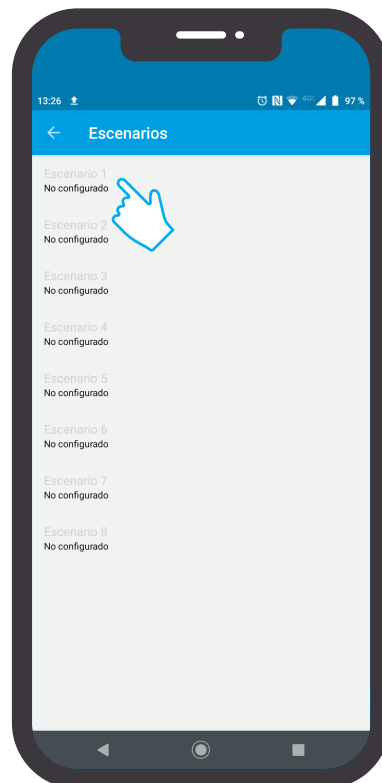 13:26 4G 97 %
Escenarios
Escenario 1
No configurado
Escenario 2
No configurado
Escenario 3
No configurado
Escenario 4
No configurado
Escenario 5
No configurado
Escenario 6
No configurado
Escenario 7
No configurado
Escenario 8
No configurado